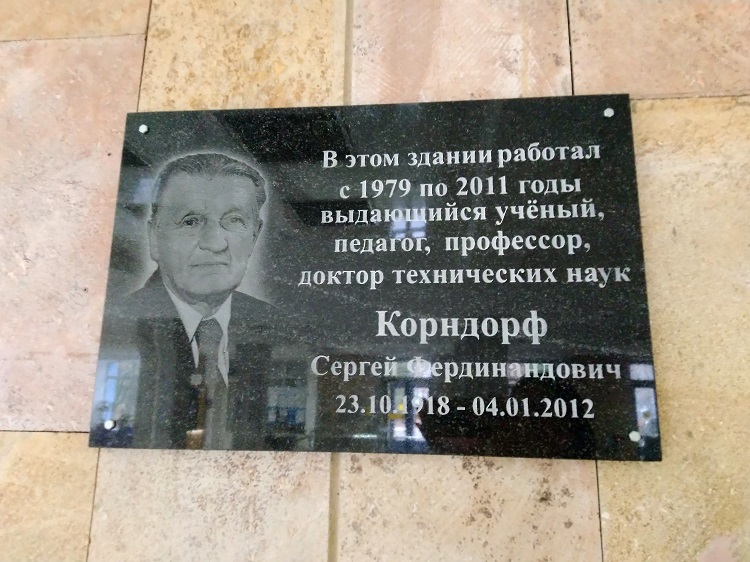 В этом здании работал
с 1979 по 2011 годы
выдающийся учёный,
педагог, профессор,
доктор технических наук
Корндорф
Сергей Фердинандович
23.10.1918 - 04.01.2012